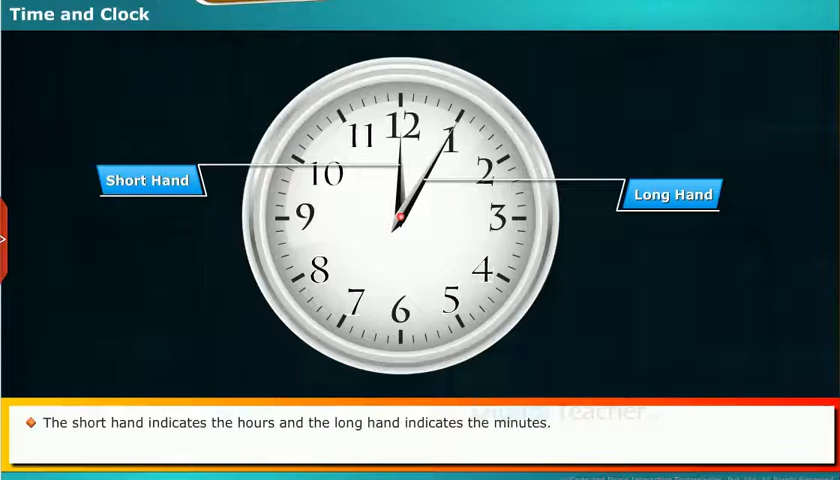 Time and Clock
12
11
1
10
2
Short Hand
Long Hand
9
3
8
4
7
5
6
Teacher
The short hand indicates the hours and the long hand indicates the minutes.